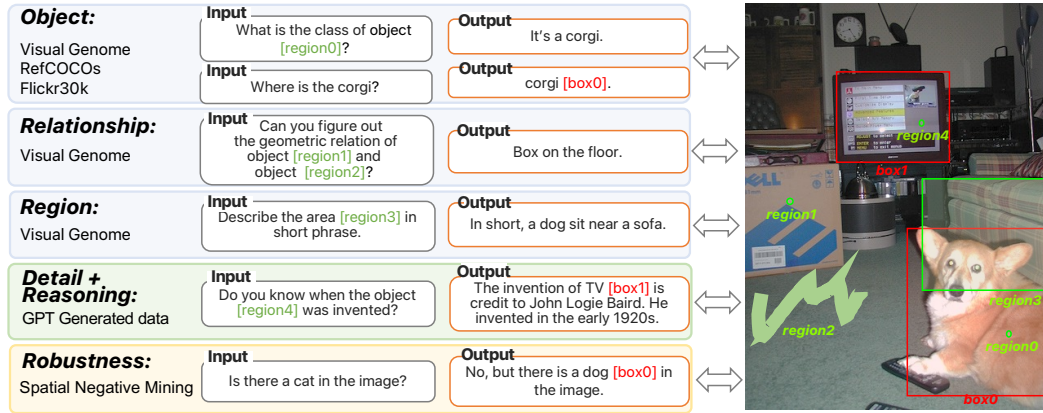 Object:
Visual Genome
RefCOCOs
Flickr30k
Input
What is the class of object
[region0]?
Output
It's a corgi.
Input
Where is the corgi?
Output
corgi [box0].
Relationship:
Visual Genome
Input
Can you figure out
the geometric relation of
object [region1] and
object [region2]?
Output
Box on the floor.
Region:
Visual Genome
Input
Describe the area [region3] in
short phrase.
Output
In short, a dog sit near a sofa.
Detail +
Reasoning:
GPT Generated data
Input
Do you know when the object
[region4] was invented?
Output
The invention of TV [box1] is
credit to John Logie Baird. He
invented in the early 1920s.
Robustness:
Spatial Negative Mining
Input
Is there a cat in the image?
Output
No, but there is a dog [box0] in
the image.
region4
box1
DELL
region1
region3
region2
region0
box0